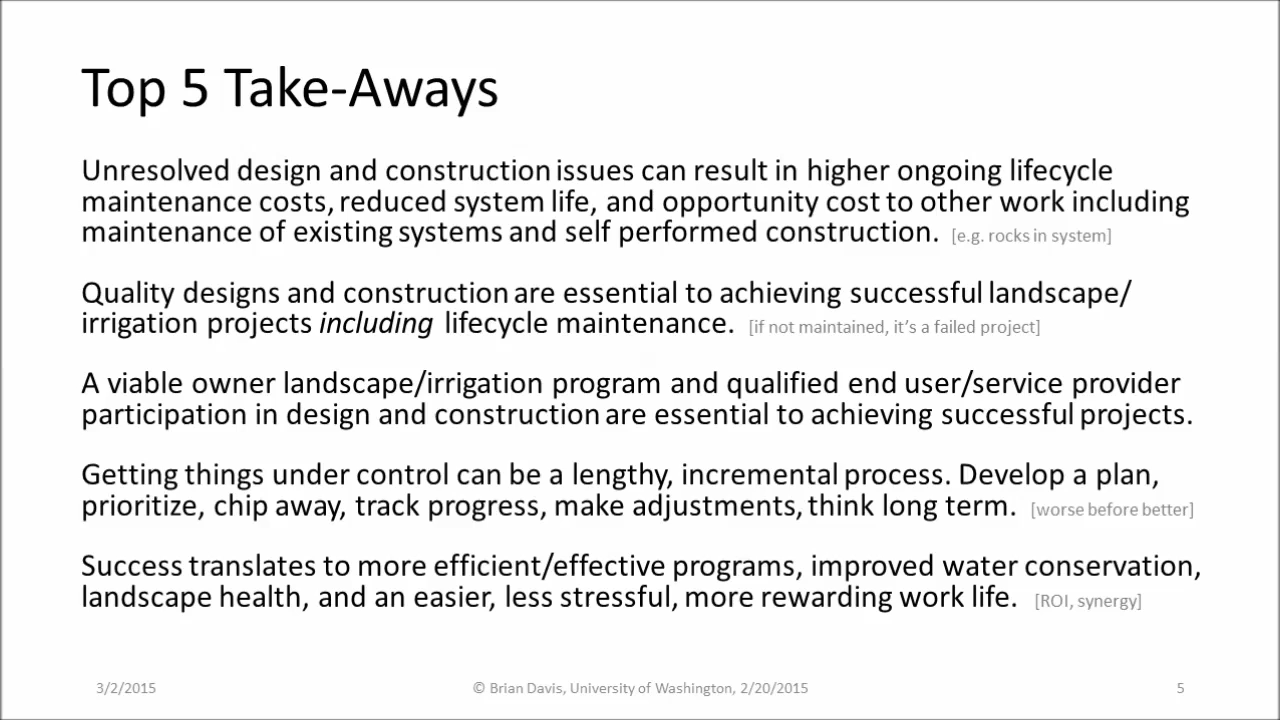 Top 5 Take-Aways
Unresolved design and construction issues can result in higher ongoing lifecycle
maintenance costs, reduced system life, and opportunity cost to other work including
maintenance of existing systems and self performed construction. [e.g. rocks in system]
Quality designs and construction are essential to achieving successful landscape/
irrigation projects including lifecycle maintenance. [if not maintained, it's a failed project]
A viable owner landscape/irrigation program and qualified end user/service provider
participation in design and construction are essential to achieving successful projects.
Getting things under control can be a lengthy, incremental process. Develop a plan,
prioritize, chip away, track progress, make adjustments, think long term. [worse before better]
Success translates to more efficient/effective programs, improved water conservation,
landscape health, and an easier, less stressful, more rewarding work life. [ROI, synergy]
3/2/2015 © Brian Davis, University of Washington, 2/20/2015 5